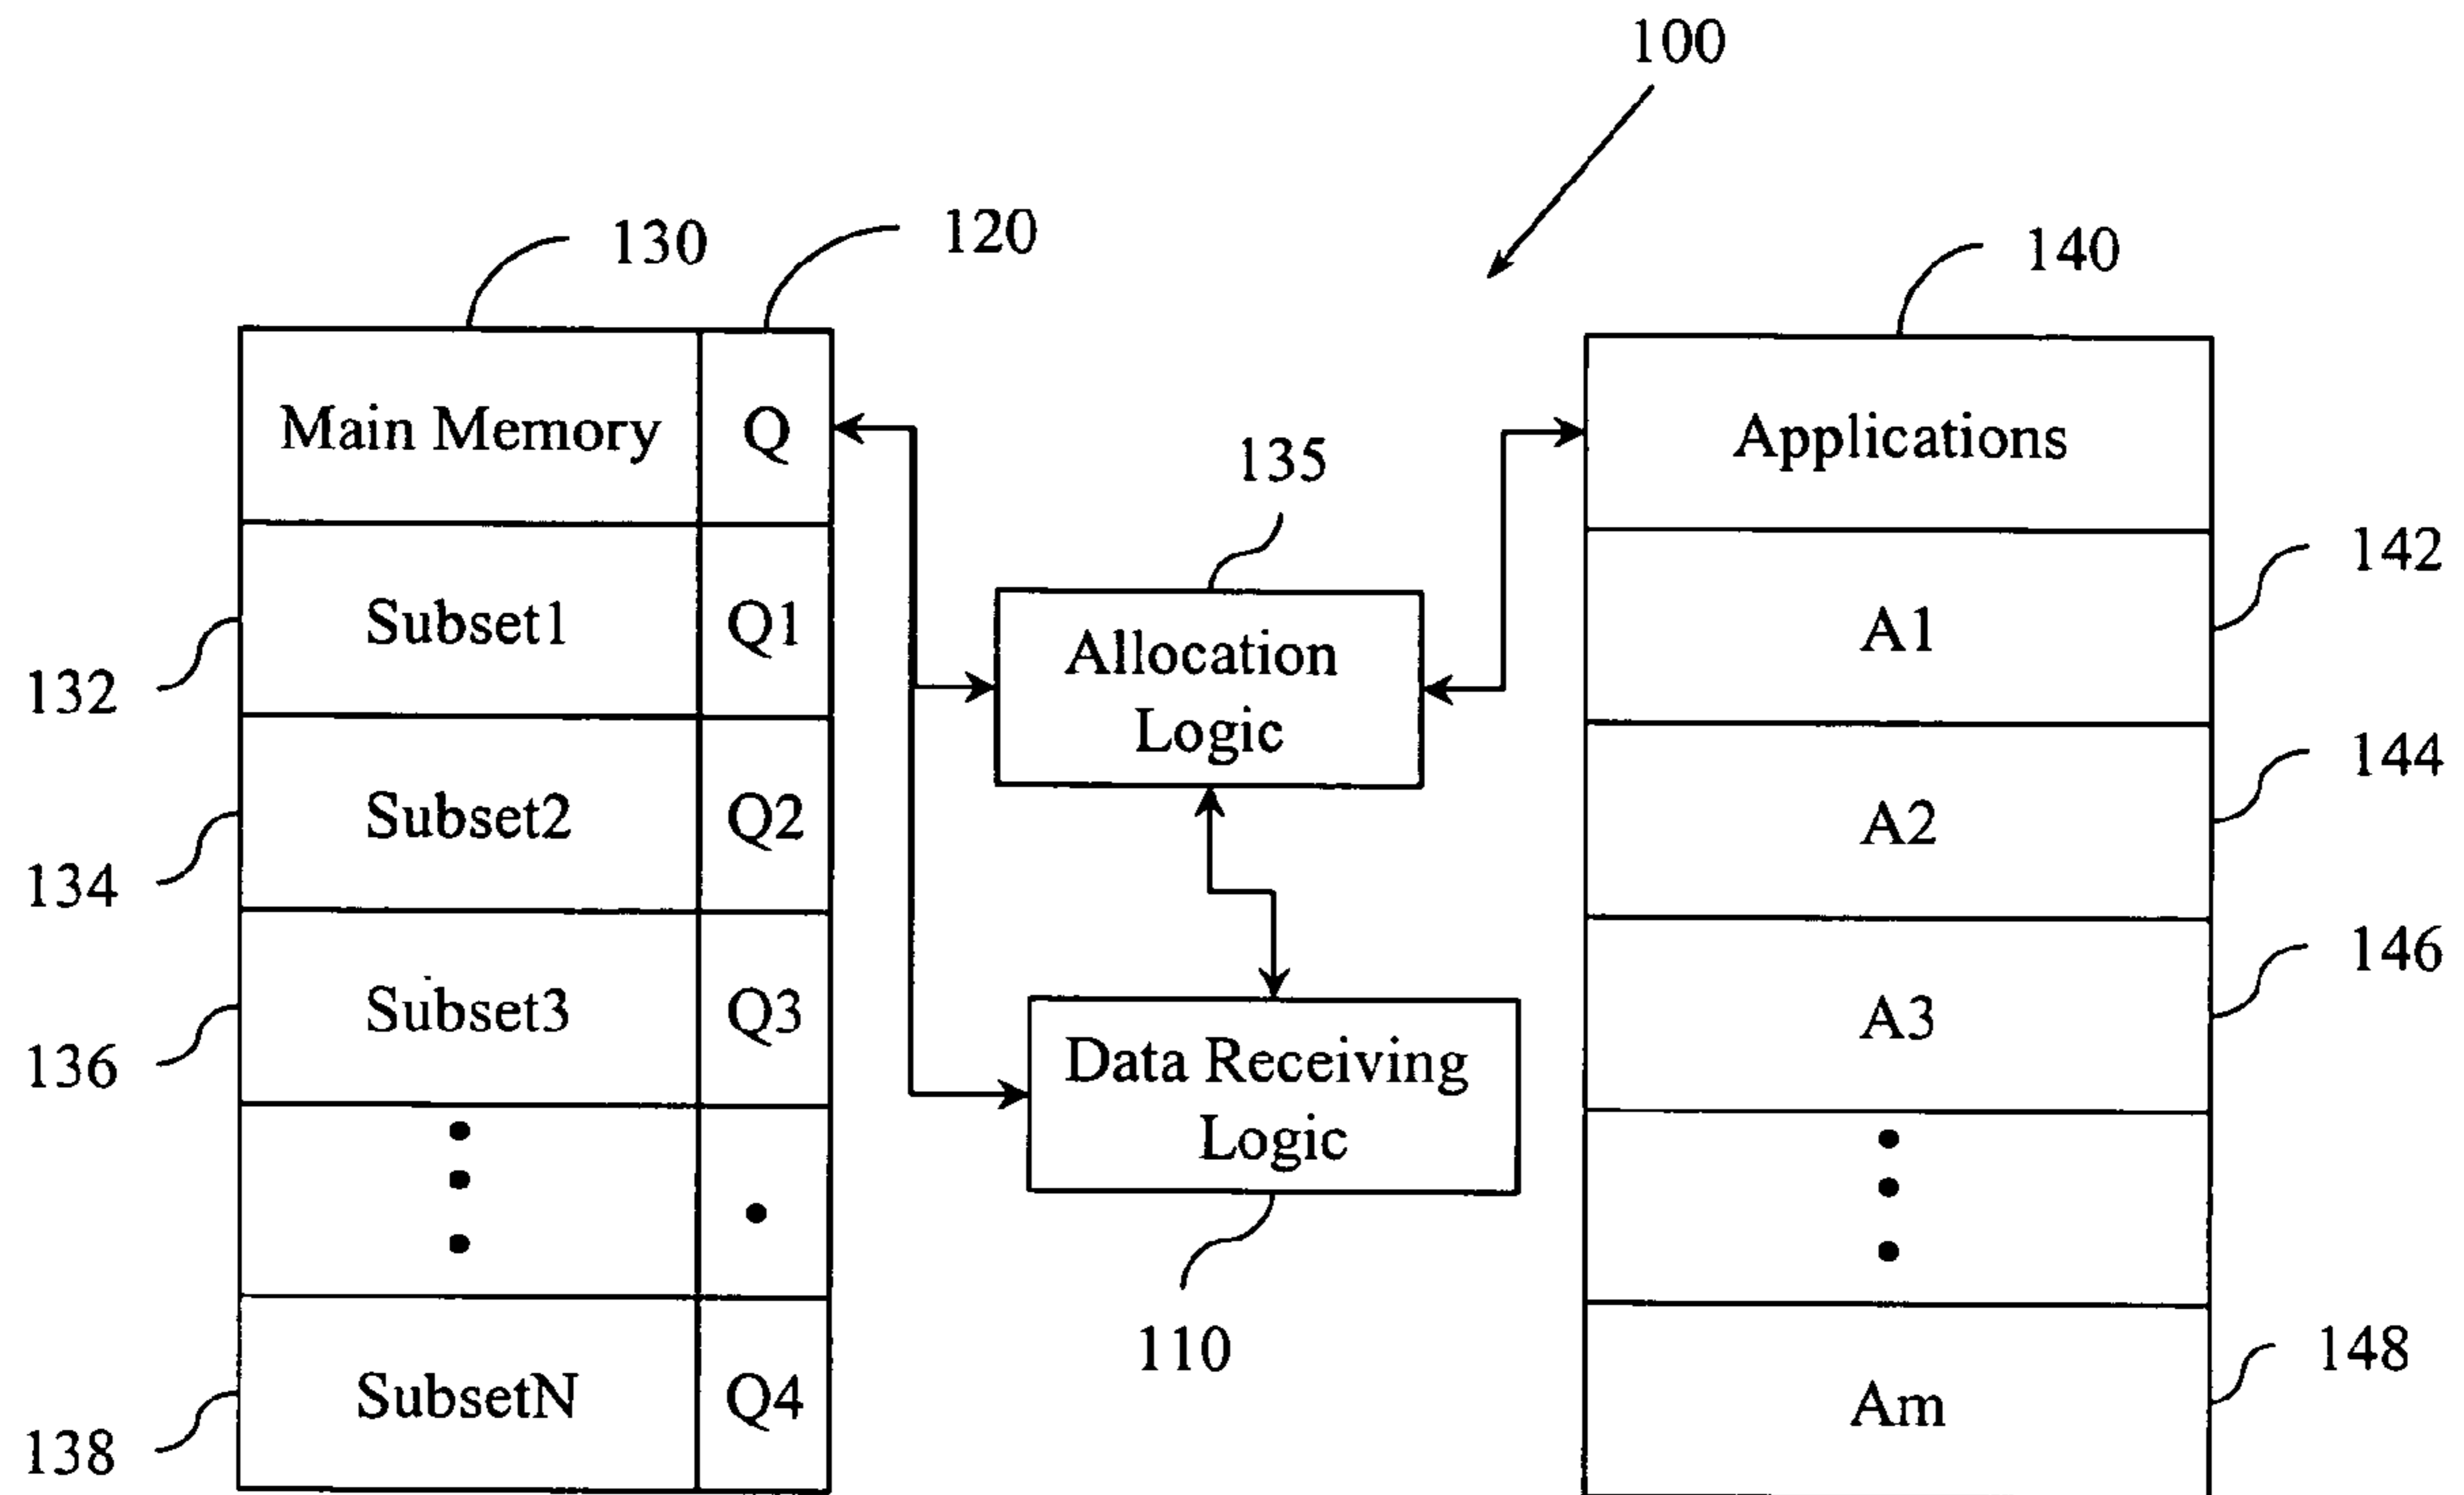 100
130
120
140
Main Memory
Q
Applications
135
142
Subset1
Q1
A1
Allocation
Logic
132
144
Subset2
Q2
A2
134
146
Subset3
Q3
A3
Data Receiving
Logic
136
110
148
SubsetN
Q4
Am
138